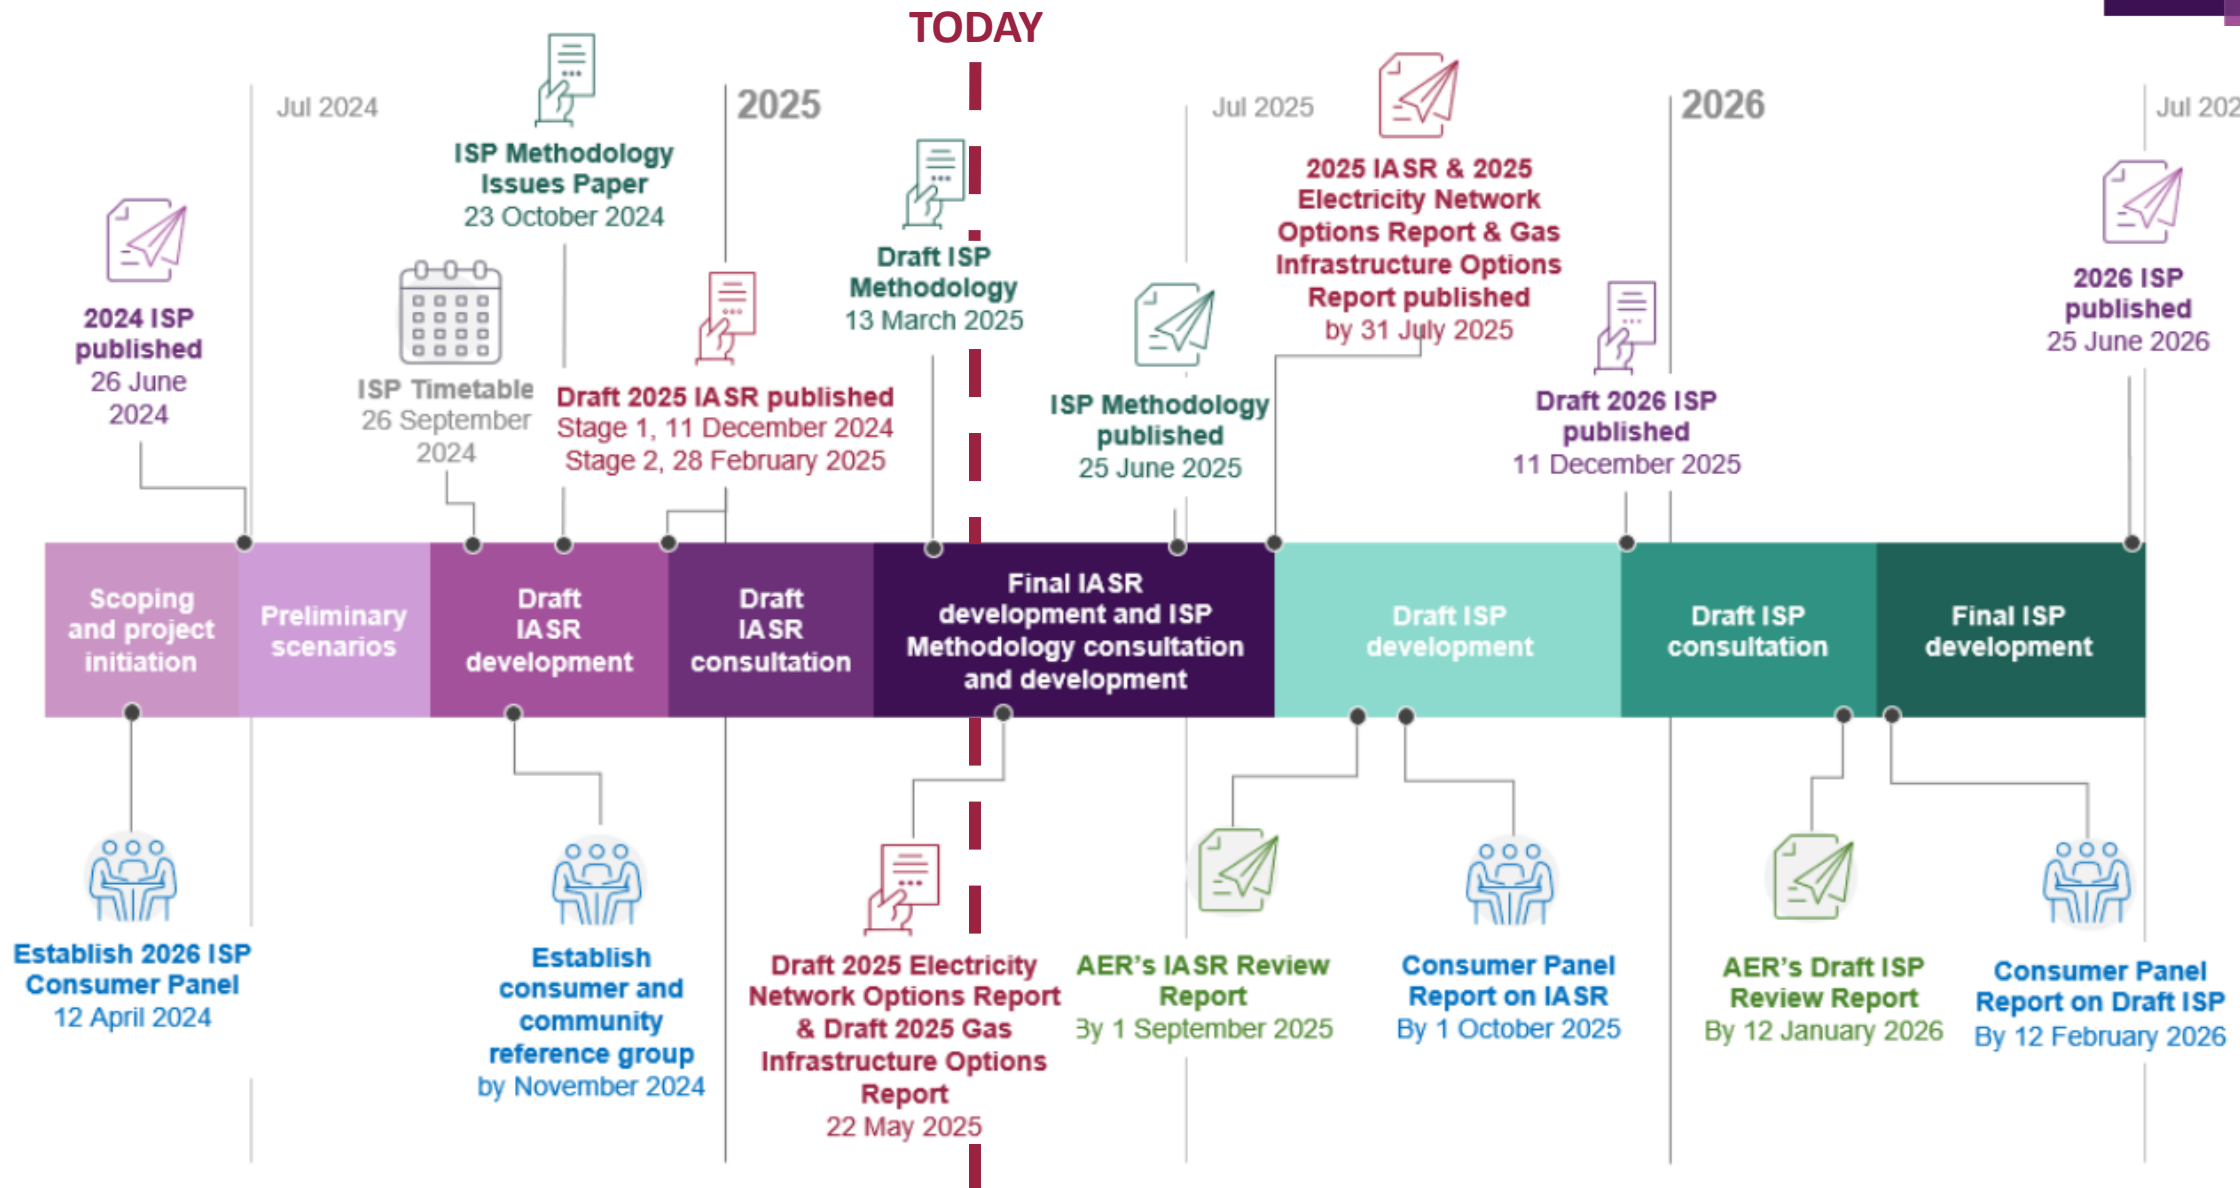 TODAY
Jul 2024
2025
Jul 2025
2026
Jul 202
2024 ISP
published
26 June
2024
ISP Timetable
26 September
2024
ISP Methodology
Issues Paper
23 October 2024
Draft 2025 IASR published
Stage 1, 11 December 2024
Stage 2, 28 February 2025
Draft ISP
Methodology
13 March 2025
ISP Methodology
published
25 June 2025
2025 IASR & 2025
Electricity Network
Options Report & Gas
Infrastructure Options
Report published
by 31 July 2025
Draft 2026 ISP
published
11 December 2025
2026 ISP
published
25 June 2026
Scoping
and project
initiation
Preliminary
scenarios
Draft
IASR
development
Draft
IASR
consultation
Final IASR
development and ISP
Methodology consultation
and development
Draft ISP
development
Draft ISP
consultation
Final ISP
development
Establish 2026 ISP
Consumer Panel
12 April 2024
Establish
consumer and
community
reference group
by November 2024
Draft 2025 Electricity
Network Options Report
& Draft 2025 Gas
Infrastructure Options
Report
22 May 2025
AER's IASR Review
Report
By 1 September 2025
Consumer Panel
Report on IASR
By 1 October 2025
AER's Draft ISP
Review Report
By 12 January 2026
Consumer Panel
Report on Draft ISP
By 12 February 2026